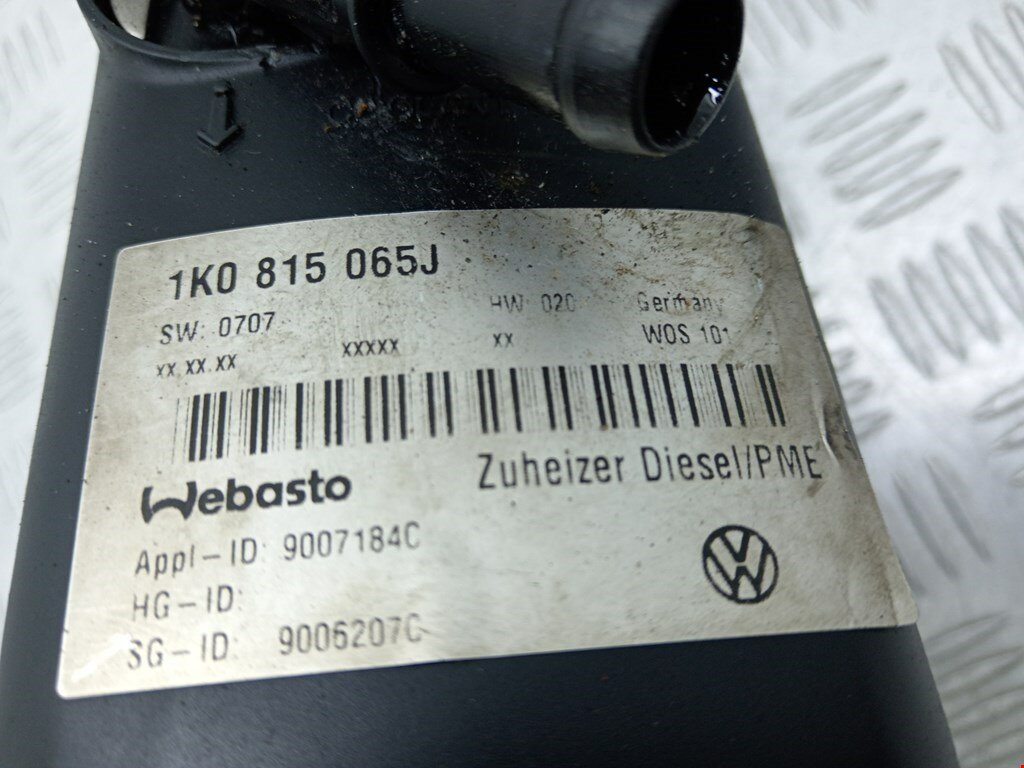 1K0 815 065J
SW: 0707 HW 020 Germany
xx xx xx xxxxx xx WOS 101
Webasto Zuheizer Diesel/PME
Appl-ID: 9007184C
HG-ID:
SG-ID: 9006207C
VW